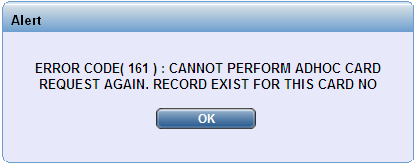 Alert
ERROR CODE( 161 ) : CANNOT PERFORM ADHOC CARD
REQUEST AGAIN. RECORD EXIST FOR THIS CARD NO
OK